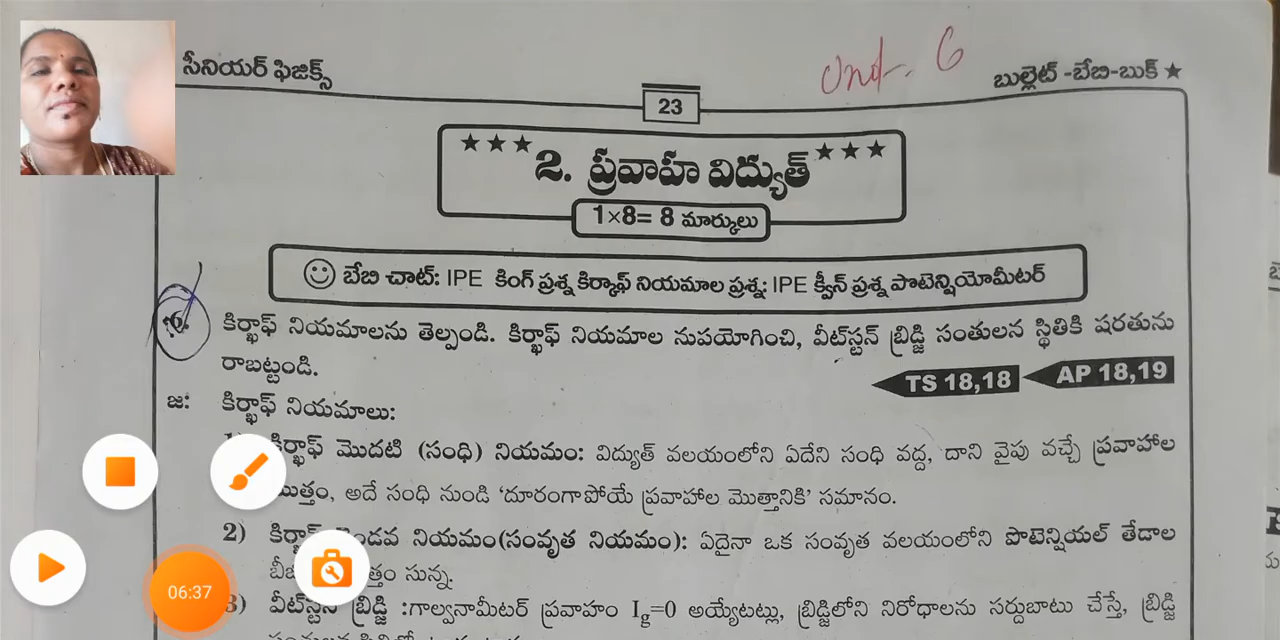 సీనియర్ ఫిజిక్స్
Unit-6
బుల్లెట్ -బేబి-బుక్ ★
23
★★★ 2. ప్రవాహ విద్యుత్ ★★★
1×8= 8 మార్కులు
బేబి చాట్: IPE కింగ్ ప్రశ్న కిర్కాఫ్ నియమాల ప్రశ్న: IPE క్వీన్ ప్రశ్న పొటెన్షియోమీటర్
కిర్ఖాఫ్ నియమాలను తెల్పండి. కిర్ఖాఫ్ నియమాల నుపయోగించి, వీట్‌స్టన్ బ్రిడ్జి సంతులన స్థితికి షరతును
రాబట్టండి.
TS 18,18 AP 18,19
జ: కిర్ఖాఫ్ నియమాలు:
కిర్ఖాఫ్ మొదటి (సంధి) నియమం: విద్యుత్ వలయంలోని ఏదేని సంధి వద్ద, దాని వైపు వచ్చే ప్రవాహాల
మొత్తం, అదే సంధి నుండి 'దూరంగాపోయే ప్రవాహాల మొత్తానికి' సమానం.
2) కిర్ఖాఫ్ రెండవ నియమం(సంవృత నియమం): ఏదైనా ఒక సంవృత వలయంలోని పొటెన్షియల్ తేడాల
సున్న.
3) వీట్‌స్టన్ బ్రిడ్జి :గాల్వనామీటర్ ప్రవాహం Ig=0 అయ్యేటట్లు, బ్రిడ్జిలోని నిరోధాలను సర్దుబాటు చేస్తే, బ్రిడ్జి
06:37